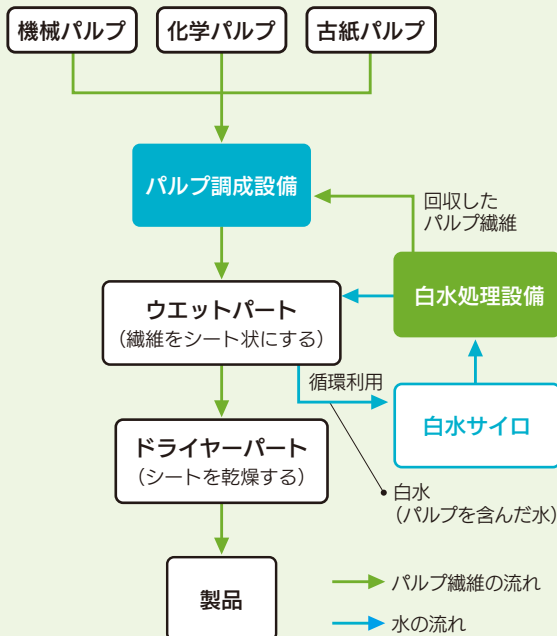 機械パルプ
化学パルプ
古紙パルプ
パルプ調成設備
回収した
パルプ繊維
白水処理設備
ウエットパート
（繊維をシート状にする）
循環利用
白水サイロ
ドライヤーパート
（シートを乾燥する）
白水
（パルプを含んだ水）
製品
パルプ繊維の流れ
水の流れ